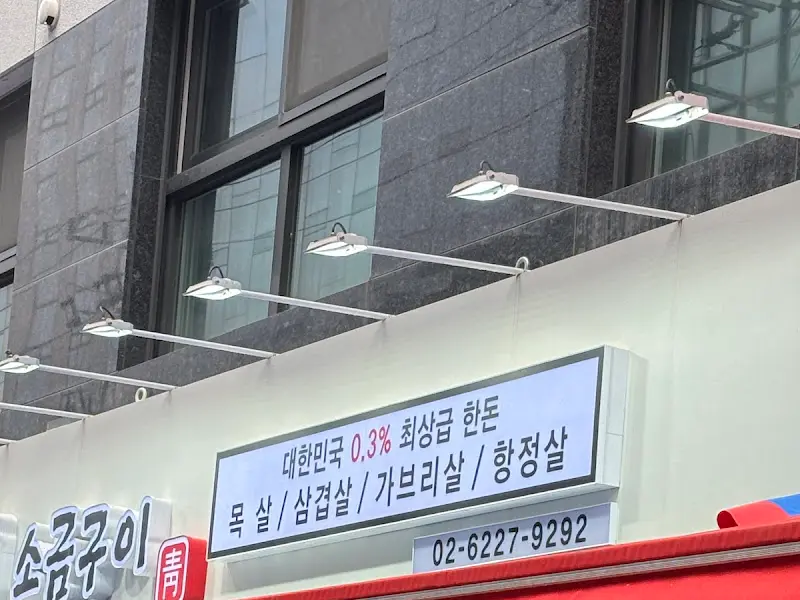 대한민국 0.3% 최상급 한돈
목 살 / 삼겹살 / 가브리살 / 항정살
02-6227-9292
소금구이
靑